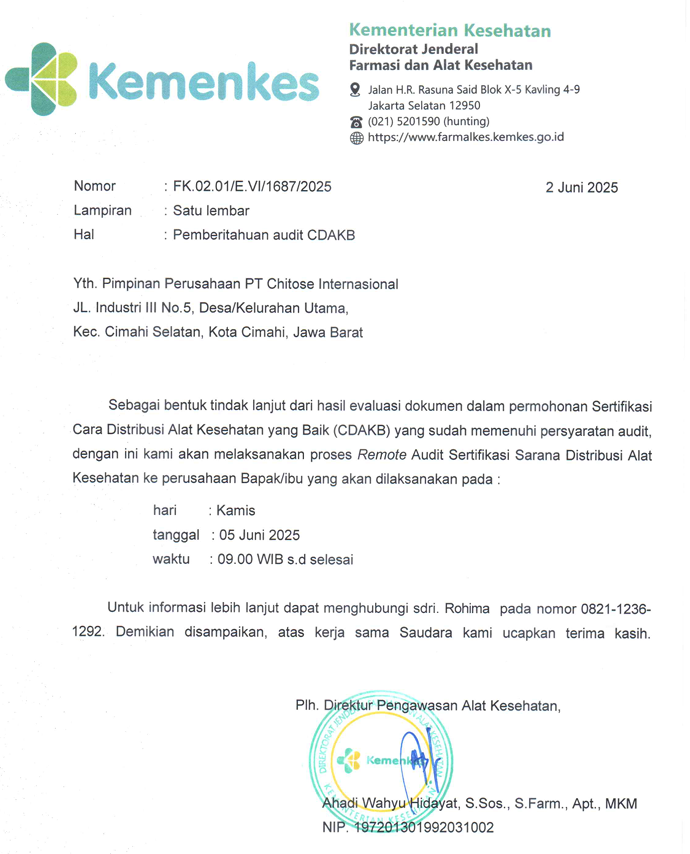 Kemenkes
Kementerian Kesehatan
Direktorat Jenderal
Farmasi dan Alat Kesehatan
Jalan H.R. Rasuna Said Blok X-5 Kavling 4-9
Jakarta Selatan 12950
(021) 5201590 (hunting)
https://www.farmalkes.kemkes.go.id
Nomor : FK.02.01/E.VI/1687/2025 2 Juni 2025
Lampiran : Satu lembar
Hal : Pemberitahuan audit CDAKB
Yth. Pimpinan Perusahaan PT Chitose Internasional
JL. Industri III No.5, Desa/Kelurahan Utama,
Kec. Cimahi Selatan, Kota Cimahi, Jawa Barat
Sebagai bentuk tindak lanjut dari hasil evaluasi dokumen dalam permohonan Sertifikasi
Cara Distribusi Alat Kesehatan yang Baik (CDAKB) yang sudah memenuhi persyaratan audit,
dengan ini kami akan melaksanakan proses Remote Audit Sertifikasi Sarana Distribusi Alat
Kesehatan ke perusahaan Bapak/ibu yang akan dilaksanakan pada :
hari : Kamis
tanggal : 05 Juni 2025
waktu : 09.00 WIB s.d selesai
Untuk informasi lebih lanjut dapat menghubungi sdri. Rohima pada nomor 0821-1236-
1292. Demikian disampaikan, atas kerja sama Saudara kami ucapkan terima kasih.
Plh. Direktur Pengawasan Alat Kesehatan,
Kemenkes
KEMENTERIAN KESEHATAN
Ahadi Wahyu Hidayat, S.Sos., S.Farm., Apt., MKM
NIP. 197201301992031002